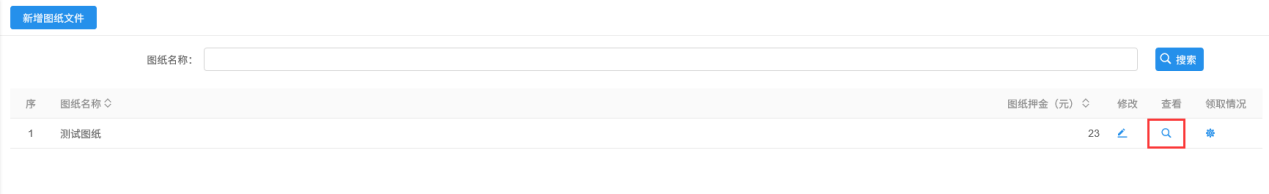 新增图纸文件
图纸名称：
搜索
序 图纸名称 图纸押金（元） 修改 查看 领取情况
1 测试图纸 23